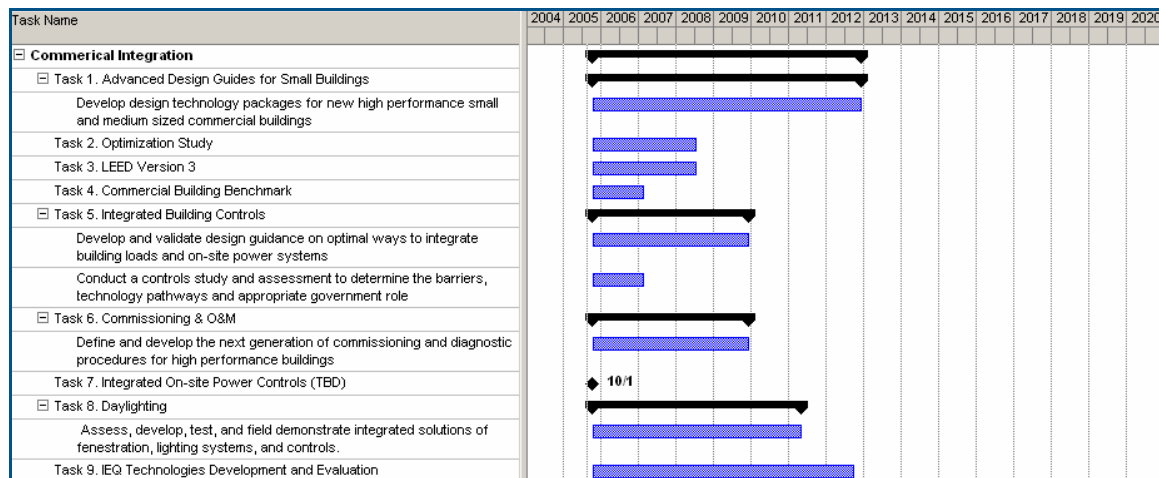 Task Name
2004 2005 2006 2007 2008 2009 2010 2011 2012 2013 2014 2015 2016 2017 2018 2019 2020
Commerical Integration
Task 1. Advanced Design Guides for Small Buildings
Develop design technology packages for new high performance small
and medium sized commercial buildings
Task 2. Optimization Study
Task 3. LEED Version 3
Task 4. Commercial Building Benchmark
Task 5. Integrated Building Controls
Develop and validate design guidance on optimal ways to integrate
building loads and on-site power systems
Conduct a controls study and assessment to determine the barriers,
technology pathways and appropriate government role
Task 6. Commissioning & O&M
Define and develop the next generation of commissioning and diagnostic
procedures for high performance buildings
Task 7. Integrated On-site Power Controls (TBD)
10/1
Task 8. Daylighting
Assess, develop, test, and field demonstrate integrated solutions of
fenestration, lighting systems, and controls.
Task 9. IEQ Technologies Development and Evaluation